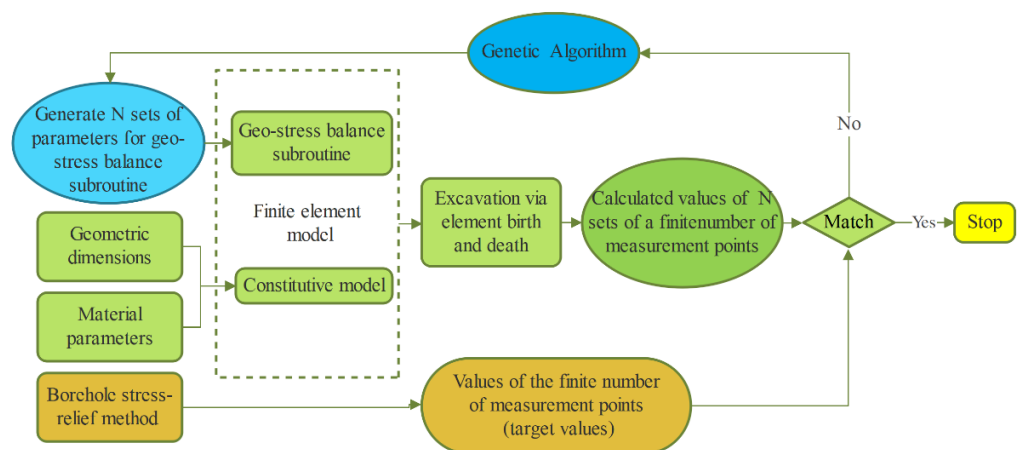 Genetic Algorithm
Generate N sets of
parameters for geo-
stress balance
subroutine
Geo-stress balance
subroutine
No
Finite element
model
Excavation via
element birth
and death
Calculated values of N
sets of a finitenumber of
measurement points
Match
Yes
Stop
Geometric
dimensions
Constitutive model
Material
parameters
Borehole stress-
relief method
Values of the finite number
of measurement points
(target values)